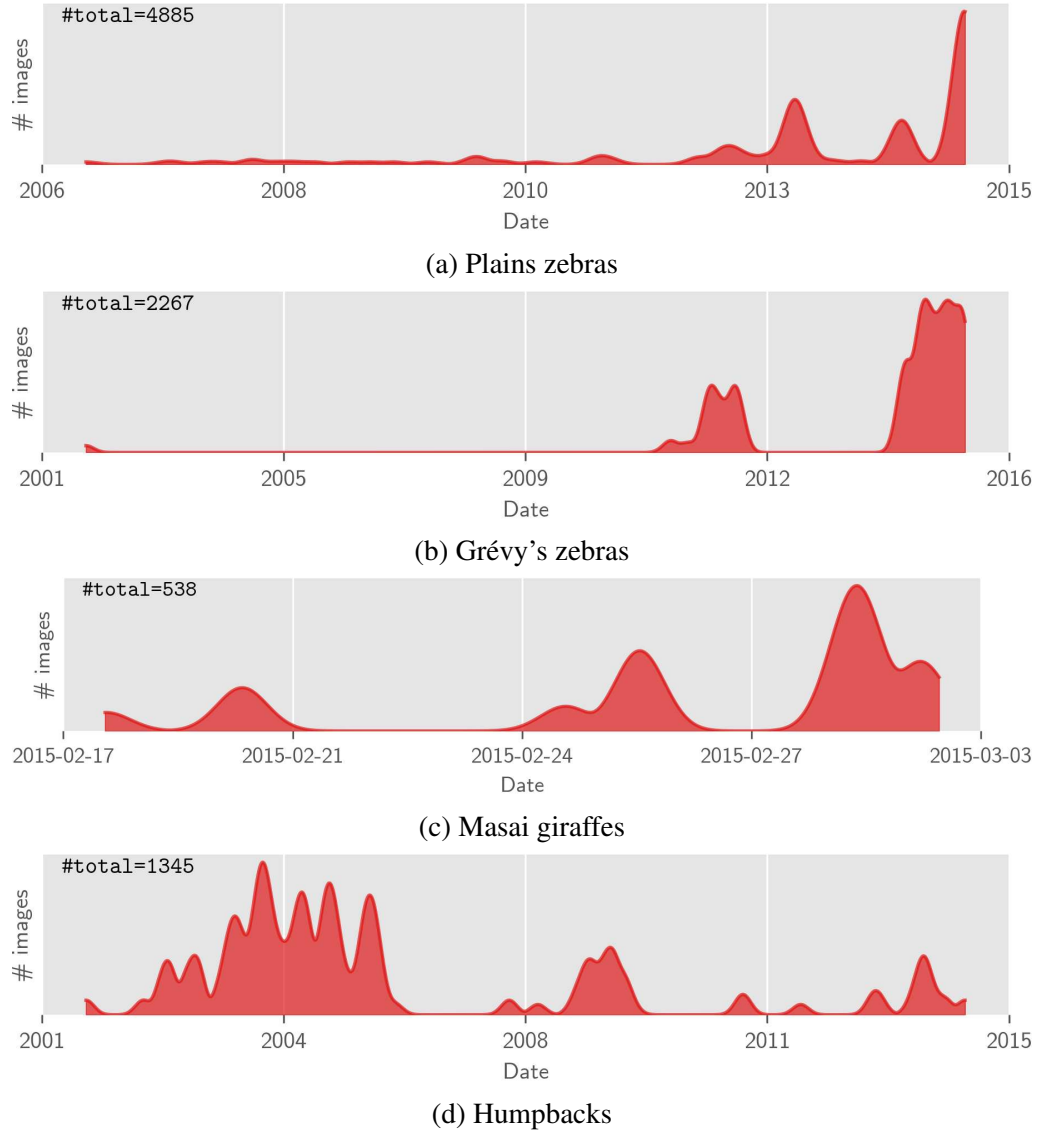 #total=4885
# images
2006 2008 2010 2013 2015
Date
(a) Plains zebras
#total=2267
# images
2001 2005 2009 2012 2016
Date
(b) Grévy's zebras
#total=538
# images
2015-02-17 2015-02-21 2015-02-24 2015-02-27 2015-03-03
Date
(c) Masai giraffes
#total=1345
# images
2001 2004 2008 2011 2015
Date
(d) Humpbacks